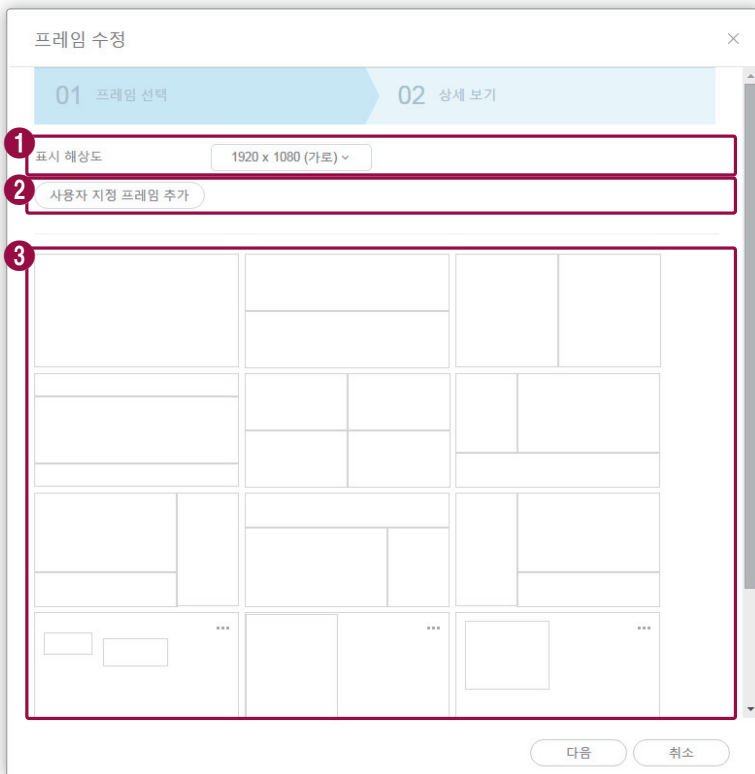 프레임 수정
01 프레임 선택
02 상세 보기
1
표시 해상도
1920 x 1080 (가로)
2
사용자 지정 프레임 추가
3
다음
취소